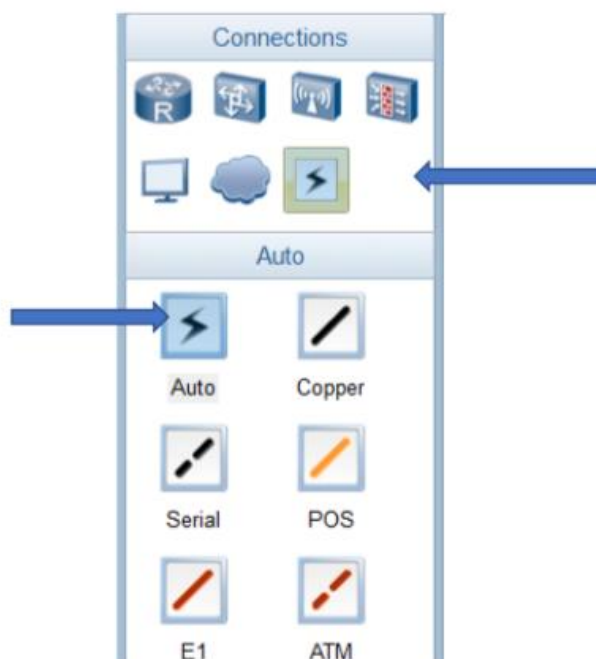 Connections
R
Auto
Auto Copper
Serial POS
E1 ATM